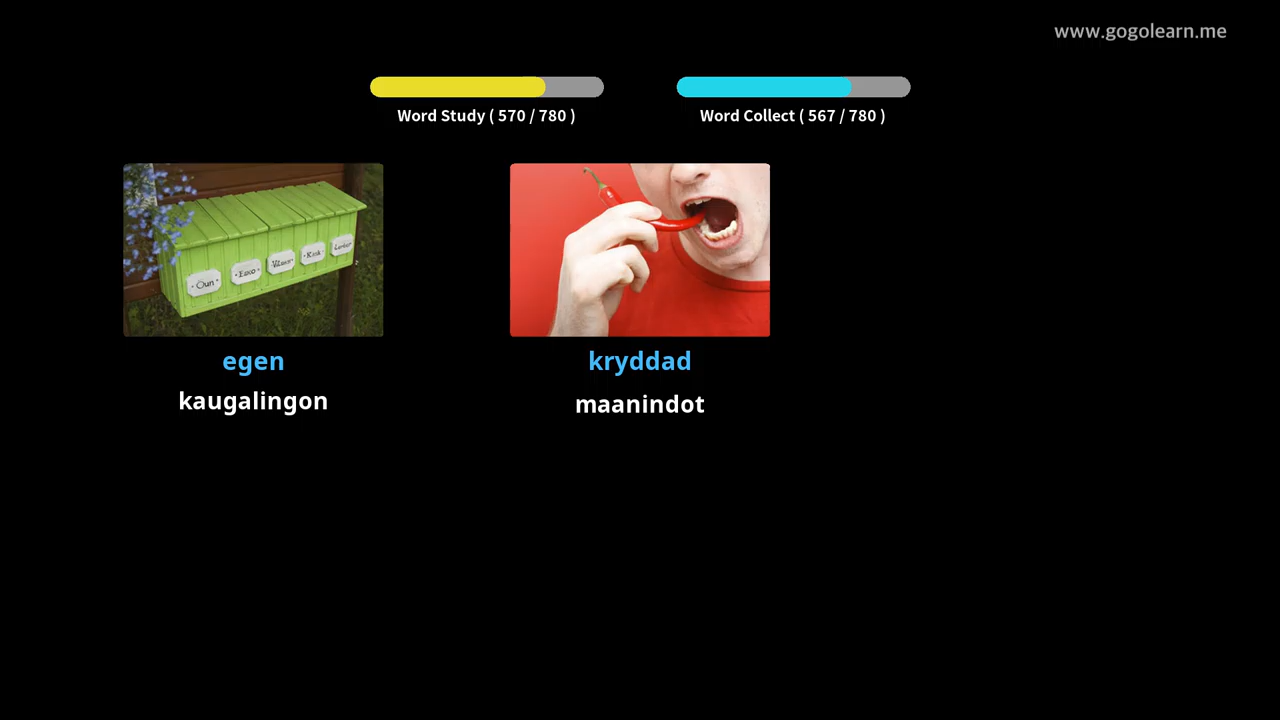 www.gogolearn.me
Word Study ( 570 / 780 )
Word Collect ( 567 / 780 )
egen
kaugalingon
kryddad
maanindot